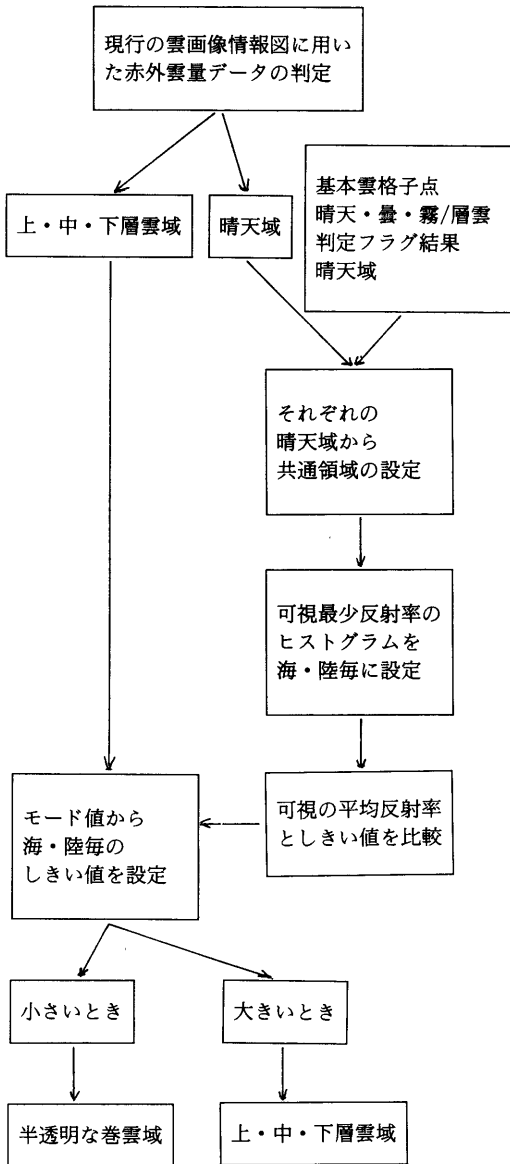 現行の雲画像情報図に用い
た赤外雲量データの判定
上・中・下層雲域
晴天域
基本雲格子点
晴天・曇・霧/層雲
判定フラグ結果
晴天域
それぞれの
晴天域から
共通領域の設定
可視最少反射率の
ヒストグラムを
海・陸毎に設定
モード値から
海・陸毎の
しきい値を設定
可視の平均反射率
としきい値を比較
小さいとき
大きいとき
半透明な巻雲域
上・中・下層雲域